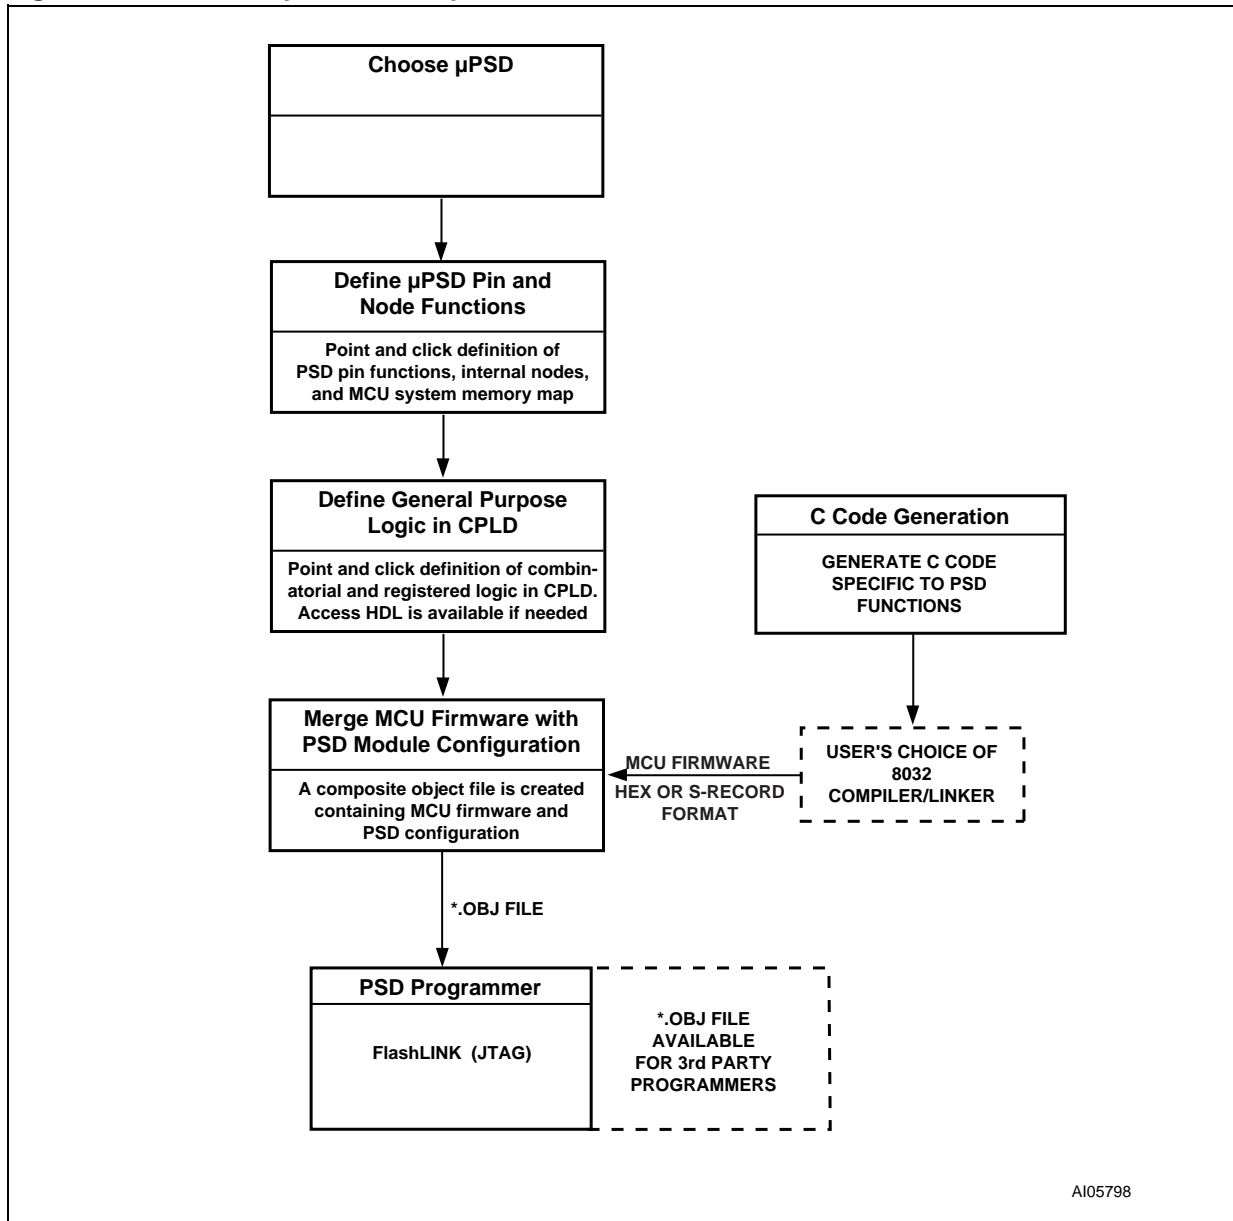 Choose µPSD
Define µPSD Pin and
Node Functions
Point and click definition of
PSD pin functions, internal nodes,
and MCU system memory map
Define General Purpose
Logic in CPLD
Point and click definition of combin-
atorial and registered logic in CPLD.
Access HDL is available if needed
C Code Generation
GENERATE C CODE
SPECIFIC TO PSD
FUNCTIONS
Merge MCU Firmware with
PSD Module Configuration
A composite object file is created
containing MCU firmware and
PSD configuration
MCU FIRMWARE
HEX OR S-RECORD
FORMAT
USER'S CHOICE OF
8032
COMPILER/LINKER
*.OBJ FILE
PSD Programmer
FlashLINK (JTAG)
*.OBJ FILE
AVAILABLE
FOR 3rd PARTY
PROGRAMMERS
AI05798